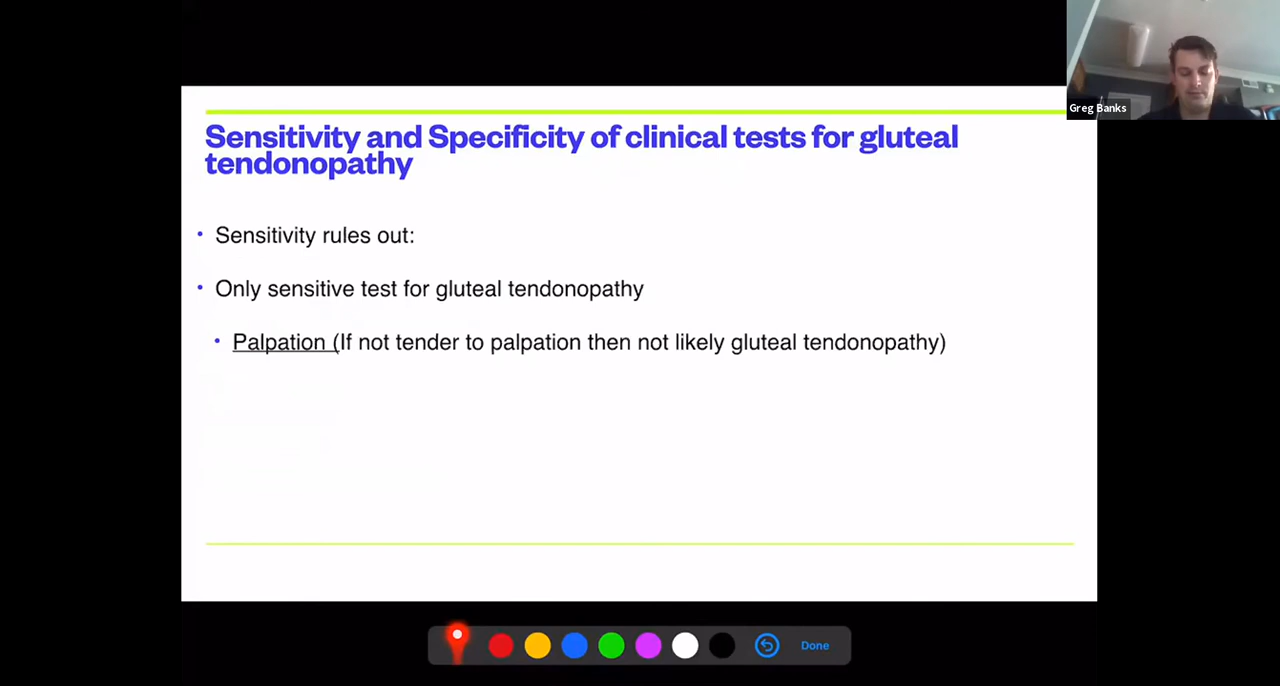 Greg Banks
Sensitivity and Specificity of clinical tests for gluteal
tendonopathy
• Sensitivity rules out:
• Only sensitive test for gluteal tendonopathy
• Palpation (If not tender to palpation then not likely gluteal tendonopathy)
Done